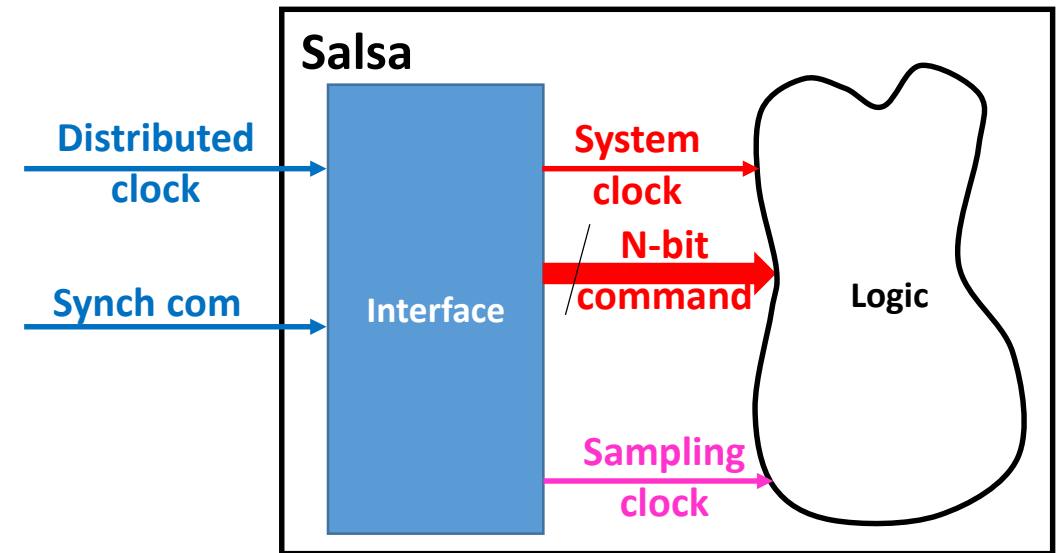 Salsa
Distributed
clock
Synch com
Interface
System
clock
N-bit
command
Logic
Sampling
clock